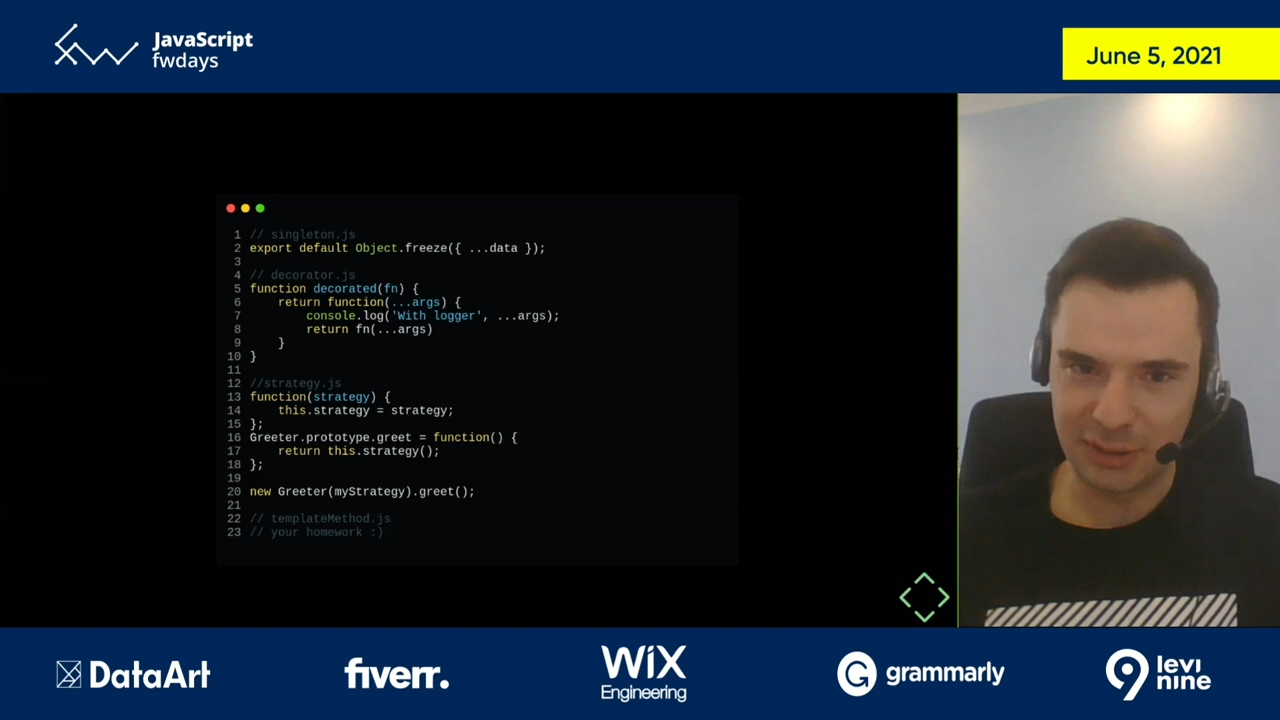 JavaScript
fwdays
June 5, 2021
1 // singleton.js
2 export default Object.freeze({ ...data });
3
4 // decorator.js
5 function decorated(fn) {
6     return function(...args) {
7         console.log('With logger', ...args);
8         return fn(...args)
9     }
10 }
11
12 //strategy.js
13 function(strategy) {
14     this.strategy = strategy;
15 };
16 Greeter.prototype.greet = function() {
17     return this.strategy();
18 };
19
20 new Greeter(myStrategy).greet();
21
22 // templateMethod.js
23 // your homework :)
DataArt
fiverr.
WiX
Engineering
G grammarly
9 levi
nine